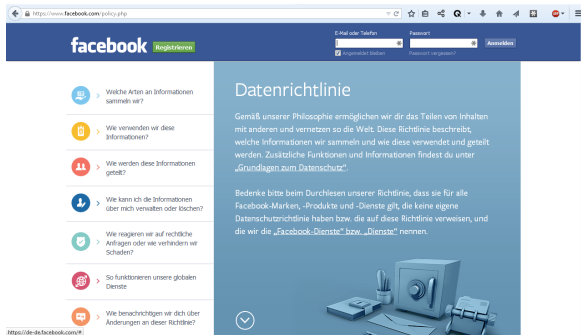 https://www.facebook.com/policy.php
facebook
Registrieren
E-Mail oder Telefon
Passwort
Anmelden
Angemeldet bleiben
Passwort vergessen?
Welche Arten an Informationen
sammeln wir?
Wie verwenden wir diese
Informationen?
Wie werden diese Informationen
geteilt?
Wie kann ich die Informationen
über mich verwalten oder löschen?
Wie reagieren wir auf rechtliche
Anfragen oder wie verhindern wir
Schaden?
So funktionieren unsere globalen
Dienste
Wie benachrichtigen wir dich über
Änderungen an dieser Richtlinie?
Datenrichtlinie
Gemäß unserer Philosophie ermöglichen wir dir das Teilen von Inhalten
mit anderen und vernetzen so die Welt. Diese Richtlinie beschreibt,
welche Informationen wir sammeln und wie diese verwendet und geteilt
werden. Zusätzliche Funktionen und Informationen findest du unter
„Grundlagen zum Datenschutz“.
Bedenke bitte beim Durchlesen unserer Richtlinie, dass sie für alle
Facebook-Marken, -Produkte und -Dienste gilt, die keine eigene
Datenschutzrichtlinie haben bzw. die auf diese Richtlinie verweisen, und
die wir die „Facebook-Dienste“ bzw. „Dienste“ nennen.
https://de-de.facebook.com/#